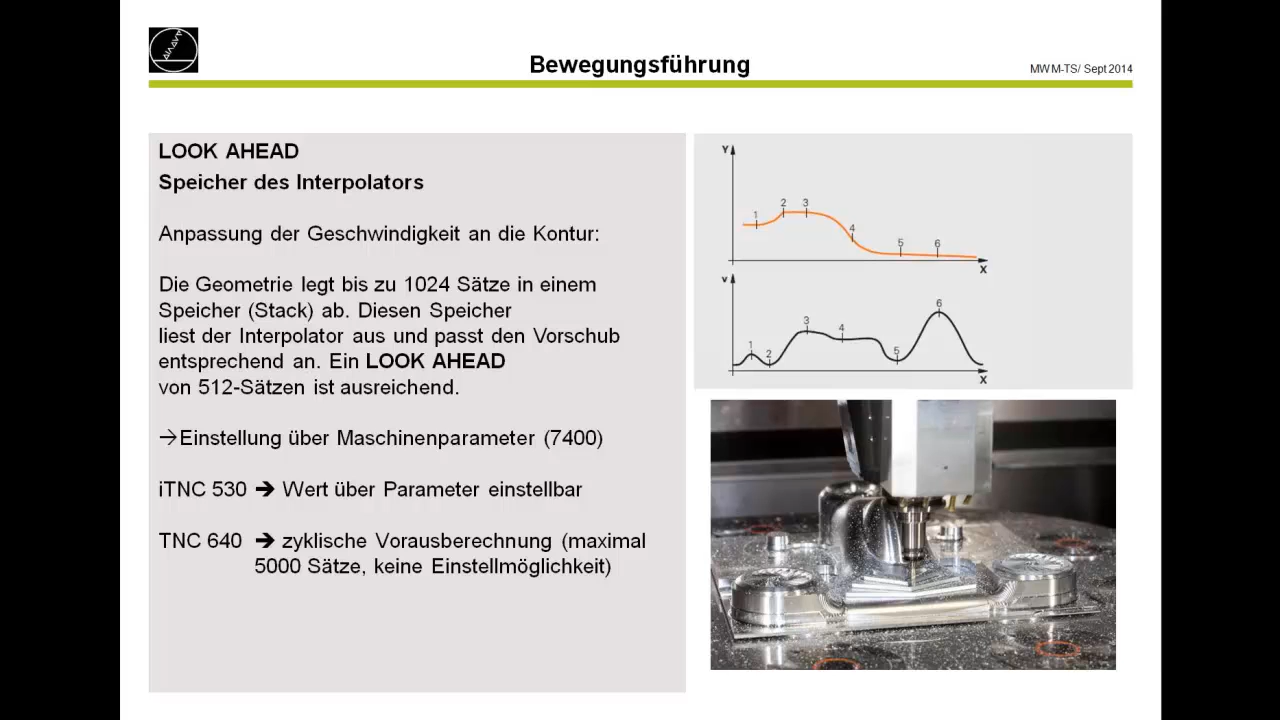 Bewegungsführung
MWM-TS/ Sept 2014
LOOK AHEAD
Speicher des Interpolators
Anpassung der Geschwindigkeit an die Kontur:
Die Geometrie legt bis zu 1024 Sätze in einem
Speicher (Stack) ab. Diesen Speicher
liest der Interpolator aus und passt den Vorschub
entsprechend an. Ein LOOK AHEAD
von 512-Sätzen ist ausreichend.
→Einstellung über Maschinenparameter (7400)
iTNC 530 ➔ Wert über Parameter einstellbar
TNC 640 ➔ zyklische Vorausberechnung (maximal
5000 Sätze, keine Einstellmöglichkeit)
Y
1 2 3 4 5 6
X
v
1 2 3 4 5 6
X